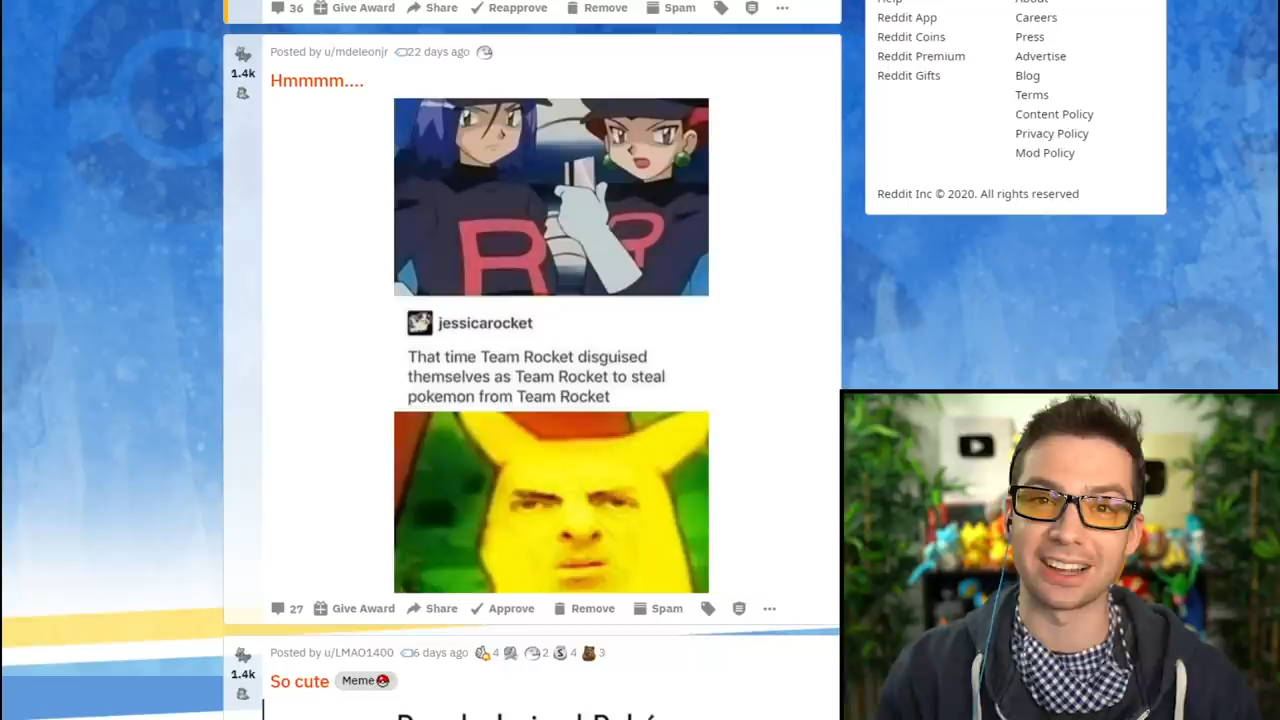 36 Give Award Share Reapprove Remove Spam
Posted by u/mdeleonjr 22 days ago
1.4k
Hmmmm....
R R
jessicarocket
That time Team Rocket disguised
themselves as Team Rocket to steal
pokemon from Team Rocket
27 Give Award Share Approve Remove Spam
Posted by u/LMAO1400 6 days ago 4 2 4 3
1.4k
So cute Meme
Reddit App
Reddit Coins
Reddit Premium
Reddit Gifts
Careers
Press
Advertise
Blog
Terms
Content Policy
Privacy Policy
Mod Policy
Reddit Inc © 2020. All rights reserved